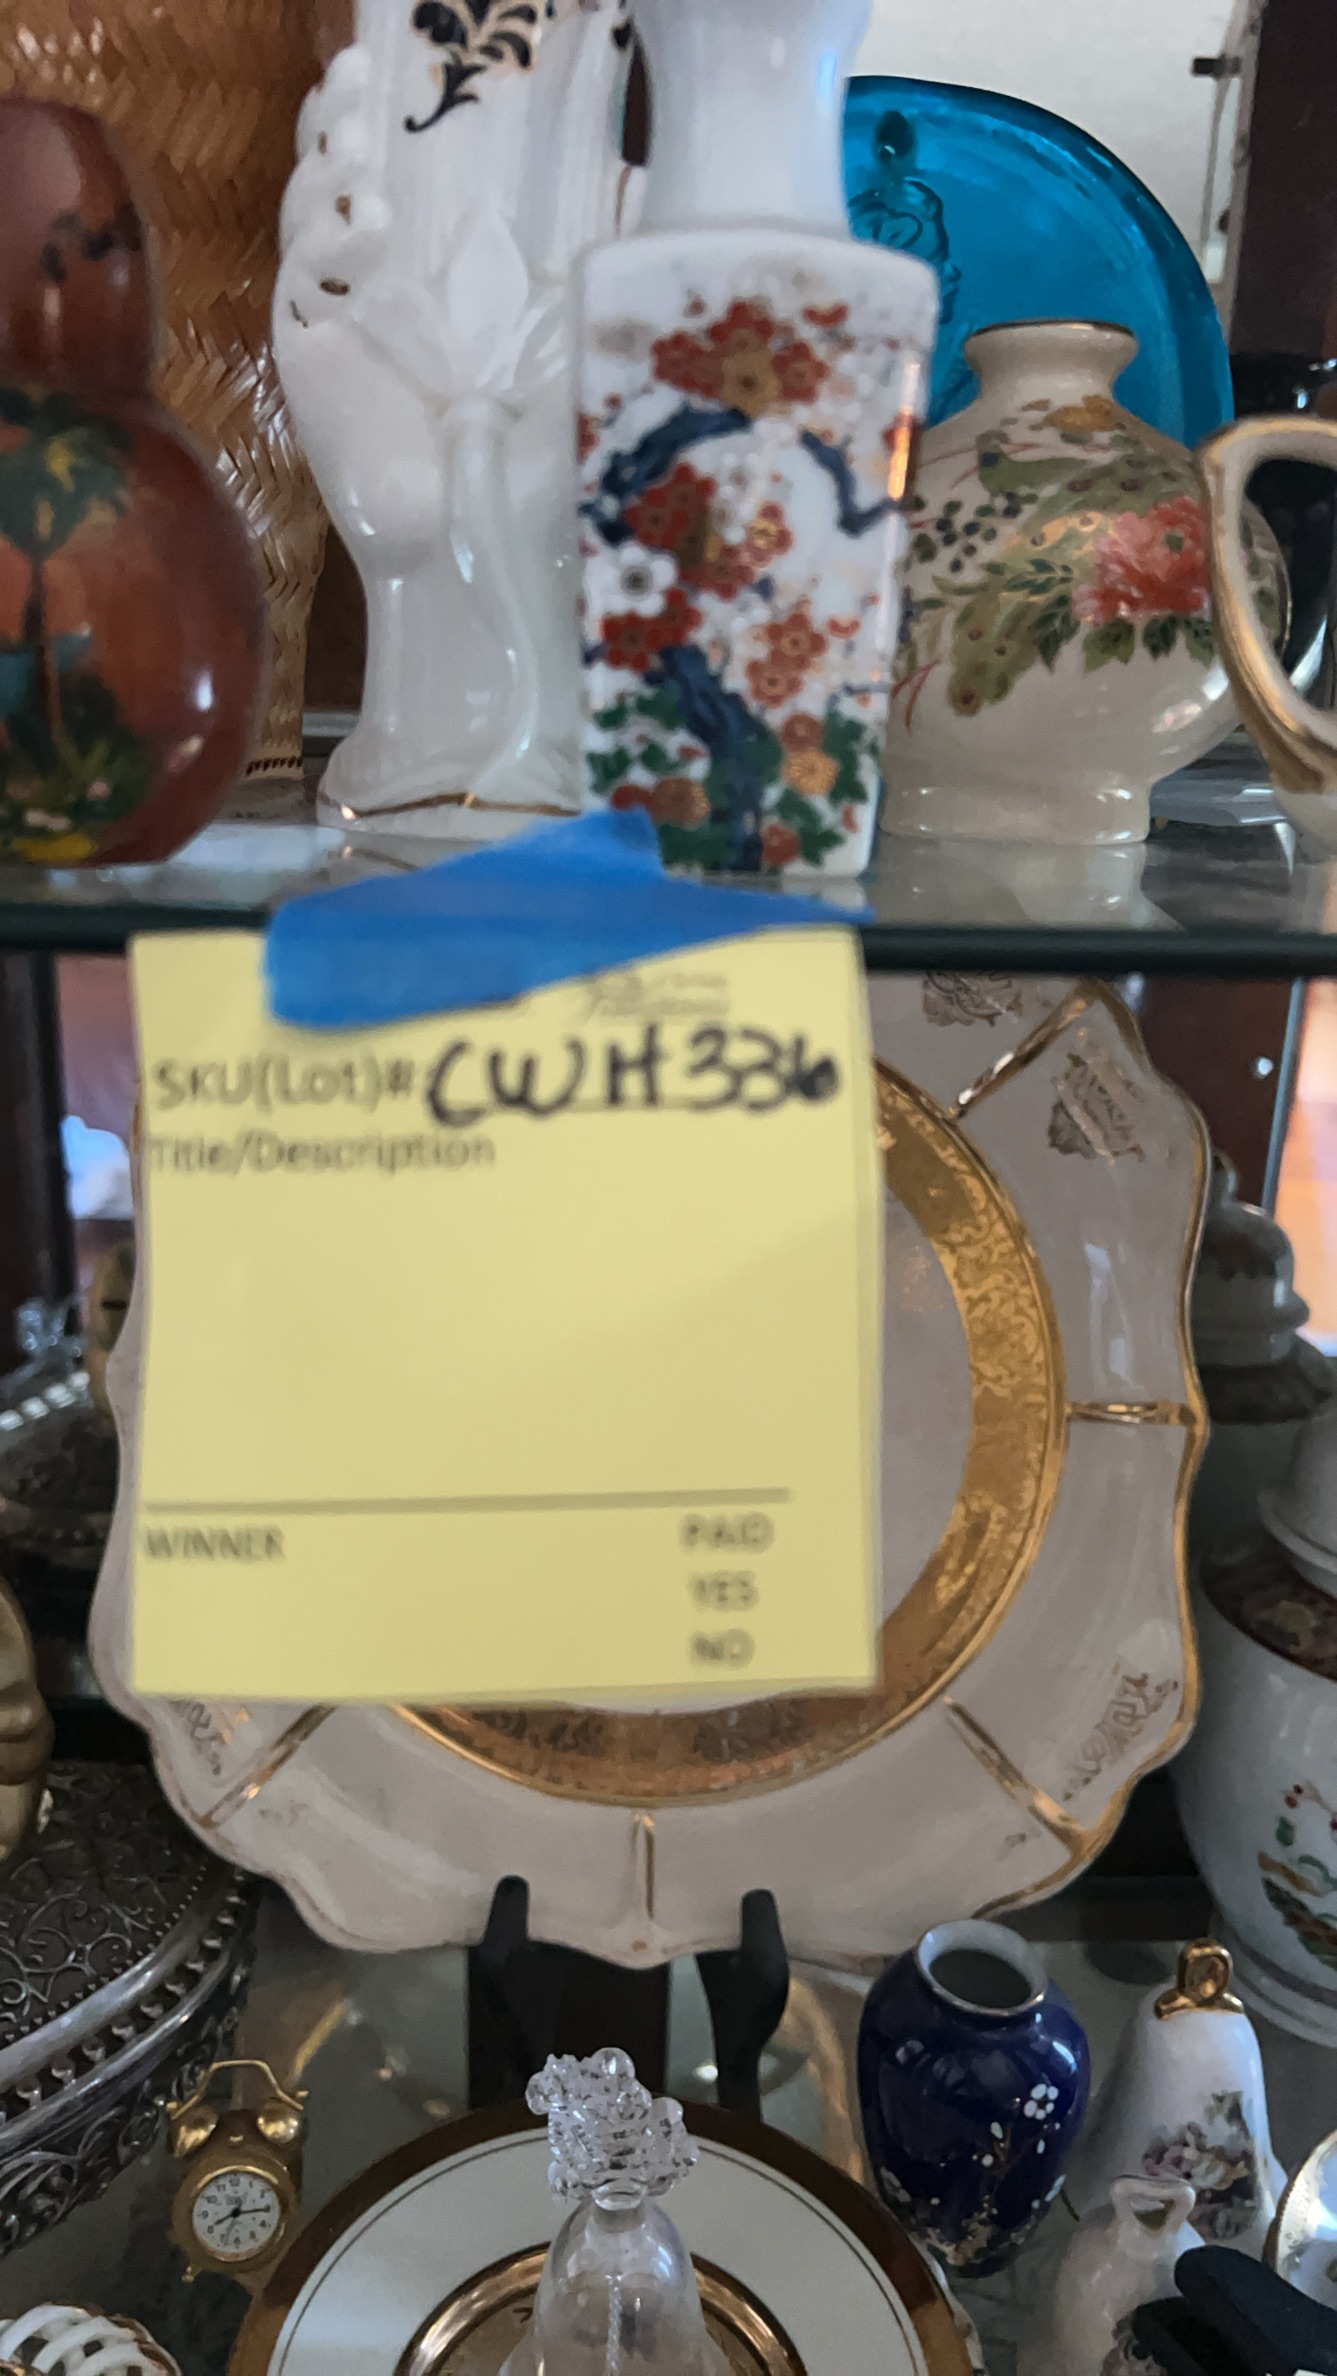 SKU(Lot)# CWH336
Title/Description
WINNER PAID
YES
NO